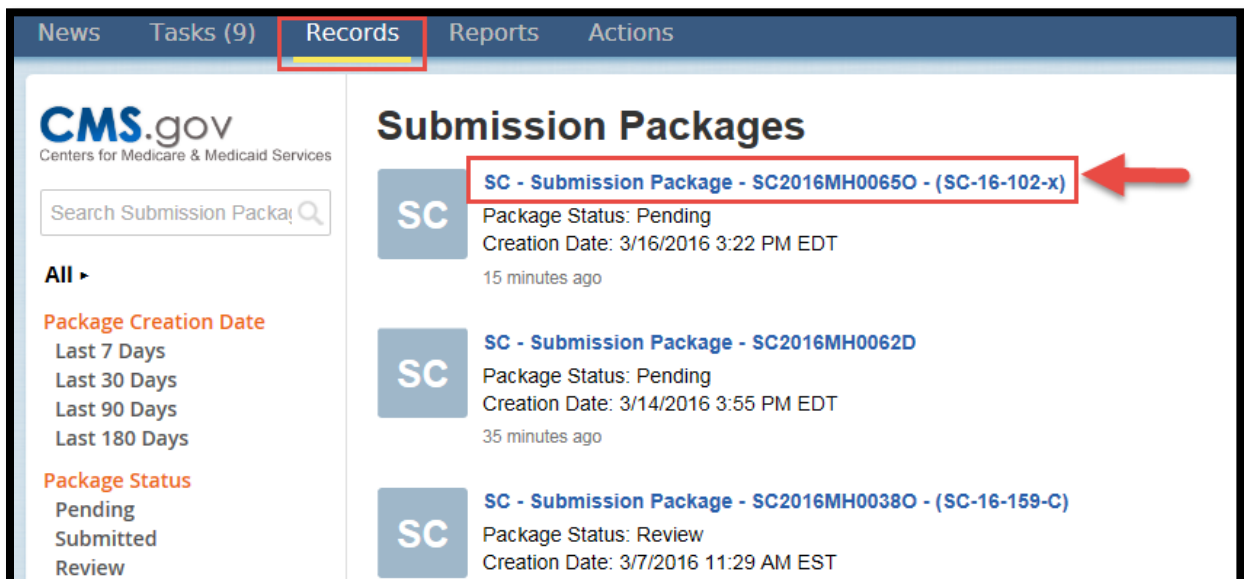 News Tasks (9) Records Reports Actions
CMS.gov
Centers for Medicare & Medicaid Services
Search Submission Packag
All ▸
Package Creation Date
Last 7 Days
Last 30 Days
Last 90 Days
Last 180 Days
Package Status
Pending
Submitted
Review
Submission Packages
SC
SC - Submission Package - SC2016MH0065O - (SC-16-102-x)
Package Status: Pending
Creation Date: 3/16/2016 3:22 PM EDT
15 minutes ago
SC
SC - Submission Package - SC2016MH0062D
Package Status: Pending
Creation Date: 3/14/2016 3:55 PM EDT
35 minutes ago
SC
SC - Submission Package - SC2016MH0038O - (SC-16-159-C)
Package Status: Review
Creation Date: 3/7/2016 11:29 AM EST